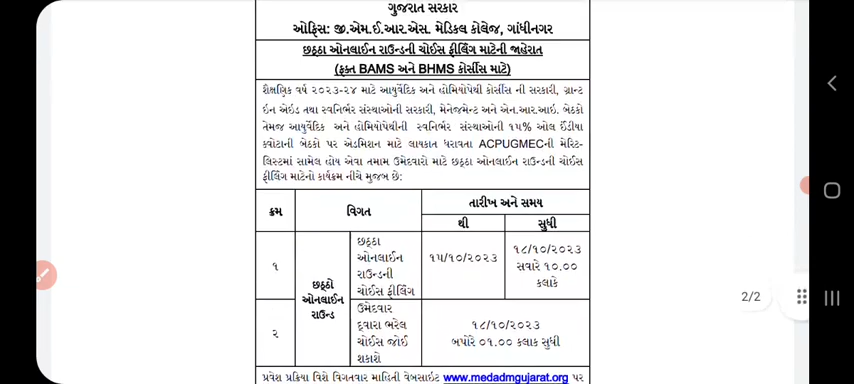 ગુજરાત સરકાર
ઓફિસ: જી.એમ.ઈ.આર.એસ. મેડિકલ કોલેજ, ગાંધીનગર
છઠ્ઠા ઓનલાઈન રાઉન્ડની ચોઈસ ફીલિંગ માટેની જાહેરાત
(ફક્ત BAMS અને BHMS કોર્સીસ માટે)
શૈક્ષણિક વર્ષ ૨૦૨૩-૨૪ માટે આયુર્વેદિક અને હોમિયોપેથી કોર્સીસ ની સરકારી, ગ્રાન્ટ
ઇન એઇડ તથા સ્વનિર્ભર સંસ્થાઓની સરકારી, મેનેજમેન્ટ અને એન.આર.આઇ. બેઠકો
તેમજ આયુર્વેદિક અને હોમિયોપેથીની સ્વનિર્ભર સંસ્થાઓની ૧૫% ઓલ ઈંડીયા
ક્વોટાની બેઠકો પર એડમિશન માટે લાયકાત ધરાવતા ACPUGMECની મેરિટ-
લિસ્ટમાં સામેલ હોય એવા તમામ ઉમેદવારો માટે છઠ્ઠા ઓનલાઈન રાઉન્ડની ચોઈસ
ફીલિંગ માટેનો કાર્યક્રમ નીચે મુજબ છે:
ક્રમ
વિગત
તારીખ અને સમય
થી
સુધી
૧
છઠ્ઠો
ઓનલાઈન
રાઉન્ડ
છઠ્ઠા
ઓનલાઈન
રાઉન્ડની
ચોઈસ ફીલિંગ
૧૫/૧૦/૨૦૨૩
૧૮/૧૦/૨૦૨૩
સવારે ૧૦.૦૦
કલાકે
૨
ઉમેદવાર
દ્વારા ભરેલ
ચોઈસ જોઈ
શકાશે
૧૮/૧૦/૨૦૨૩
બપોરે ૦૧.૦૦ કલાક સુધી
પ્રવેશ પ્રક્રિયા વિશે વિગતવાર માહિતી વેબસાઇટ www.medadmgujarat.org પર
2/2